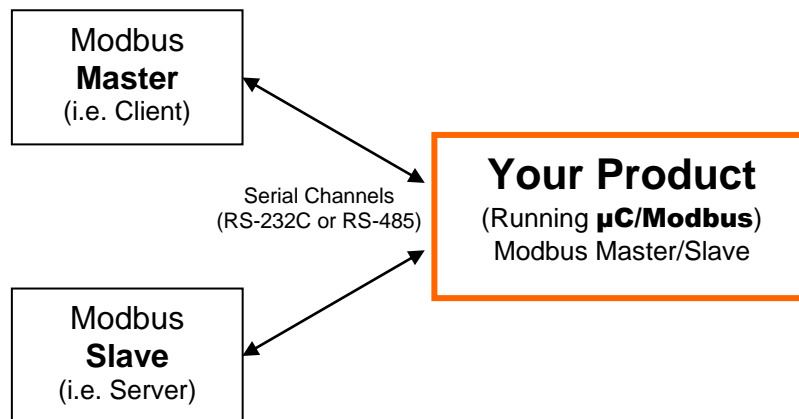 Modbus
Master
(i.e. Client)
Serial Channels
(RS-232C or RS-485)
Your Product
(Running µC/Modbus)
Modbus Master/Slave
Modbus
Slave
(i.e. Server)